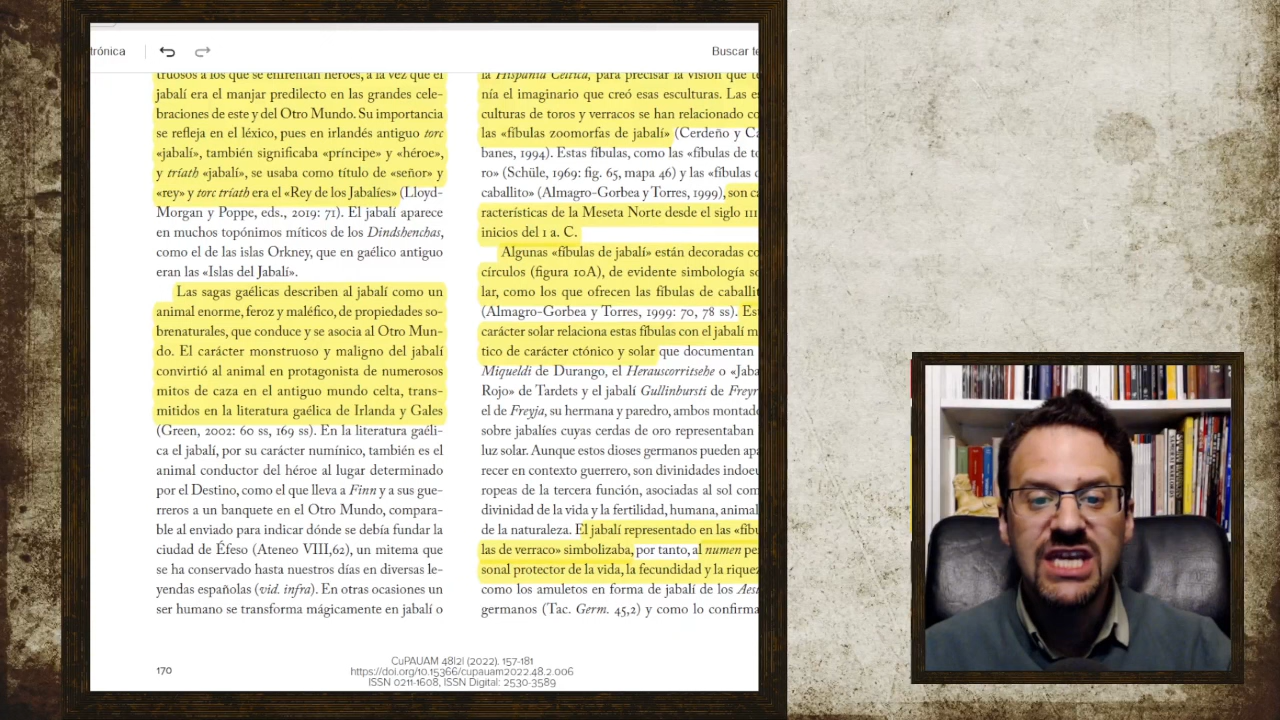 trónica
Buscar te
truosos a los que se enfrentan héroes, a la vez que el
jabalí era el manjar predilecto en las grandes cele-
braciones de este y del Otro Mundo. Su importancia
se refleja en el léxico, pues en irlandés antiguo torc
«jabalí», también significaba «príncipe» y «héroe»,
y tríath «jabalí», se usaba como título de «señor» y
«rey» y torc tríath era el «Rey de los Jabalíes» (Lloyd-
Morgan y Poppe, eds., 2019: 71). El jabalí aparece
en muchos topónimos míticos de los Dindshenchas,
como el de las islas Orkney, que en gaélico antiguo
eran las «Islas del Jabalí».
Las sagas gaélicas describen al jabalí como un
animal enorme, feroz y maléfico, de propiedades so-
brenaturales, que conduce y se asocia al Otro Mun-
do. El carácter monstruoso y maligno del jabalí
convirtió al animal en protagonista de numerosos
mitos de caza en el antiguo mundo celta, trans-
mitidos en la literatura gaélica de Irlanda y Gales
(Green, 2002: 60 ss, 169 ss). En la literatura gaéli-
ca el jabalí, por su carácter numínico, también es el
animal conductor del héroe al lugar determinado
por el Destino, como el que lleva a Finn y a sus gue-
rreros a un banquete en el Otro Mundo, compara-
ble al enviado para indicar dónde se debía fundar la
ciudad de Éfeso (Ateneo VIII,62), un mitema que
se ha conservado hasta nuestros días en diversas le-
yendas españolas (vid. infra). En otras ocasiones un
ser humano se transforma mágicamente en jabalí o
la Hispania Celtica, para precisar la visión que te
nía el imaginario que creó esas esculturas. Las es
culturas de toros y verracos se han relacionado co
las «fíbulas zoomorfas de jabalí» (Cerdeño y Ca
banes, 1994). Estas fíbulas, como las «fíbulas de to
ro» (Schüle, 1969: fig. 65, mapa 46) y las «fíbulas d
caballito» (Almagro-Gorbea y Torres, 1999), son ca
racterísticas de la Meseta Norte desde el siglo III
inicios del I a. C.
Algunas «fíbulas de jabalí» están decoradas co
círculos (figura 10A), de evidente simbología so
lar, como los que ofrecen las fíbulas de caballit
(Almagro-Gorbea y Torres, 1999: 70, 78 ss). Est
carácter solar relaciona estas fíbulas con el jabalí m
tico de carácter ctónico y solar que documentan
Miqueldi de Durango, el Herauscorritsehe o «Jaba
Rojo» de Tardets y el jabalí Gullinbursti de Freyr
el de Freyja, su hermana y paredro, ambos montado
sobre jabalíes cuyas cerdas de oro representaban
luz solar. Aunque estos dioses germanos pueden apa
recer en contexto guerrero, son divinidades indoeu
ropeas de la tercera función, asociadas al sol com
divinidad de la vida y la fertilidad, humana, animal
de la naturaleza. El jabalí representado en las «fíbu
las de verraco» simbolizaba, por tanto, al numen per
sonal protector de la vida, la fecundidad y la riquez
como los amuletos en forma de jabalí de los Aest
germanos (Tac. Germ. 45,2) y como lo confirma
170
CuPAUAM 48|2| (2022). 157-181
https://doi.org/10.15366/cupauam2022.48.2.006
ISSN 0211-1608, ISSN Digital: 2530-3589